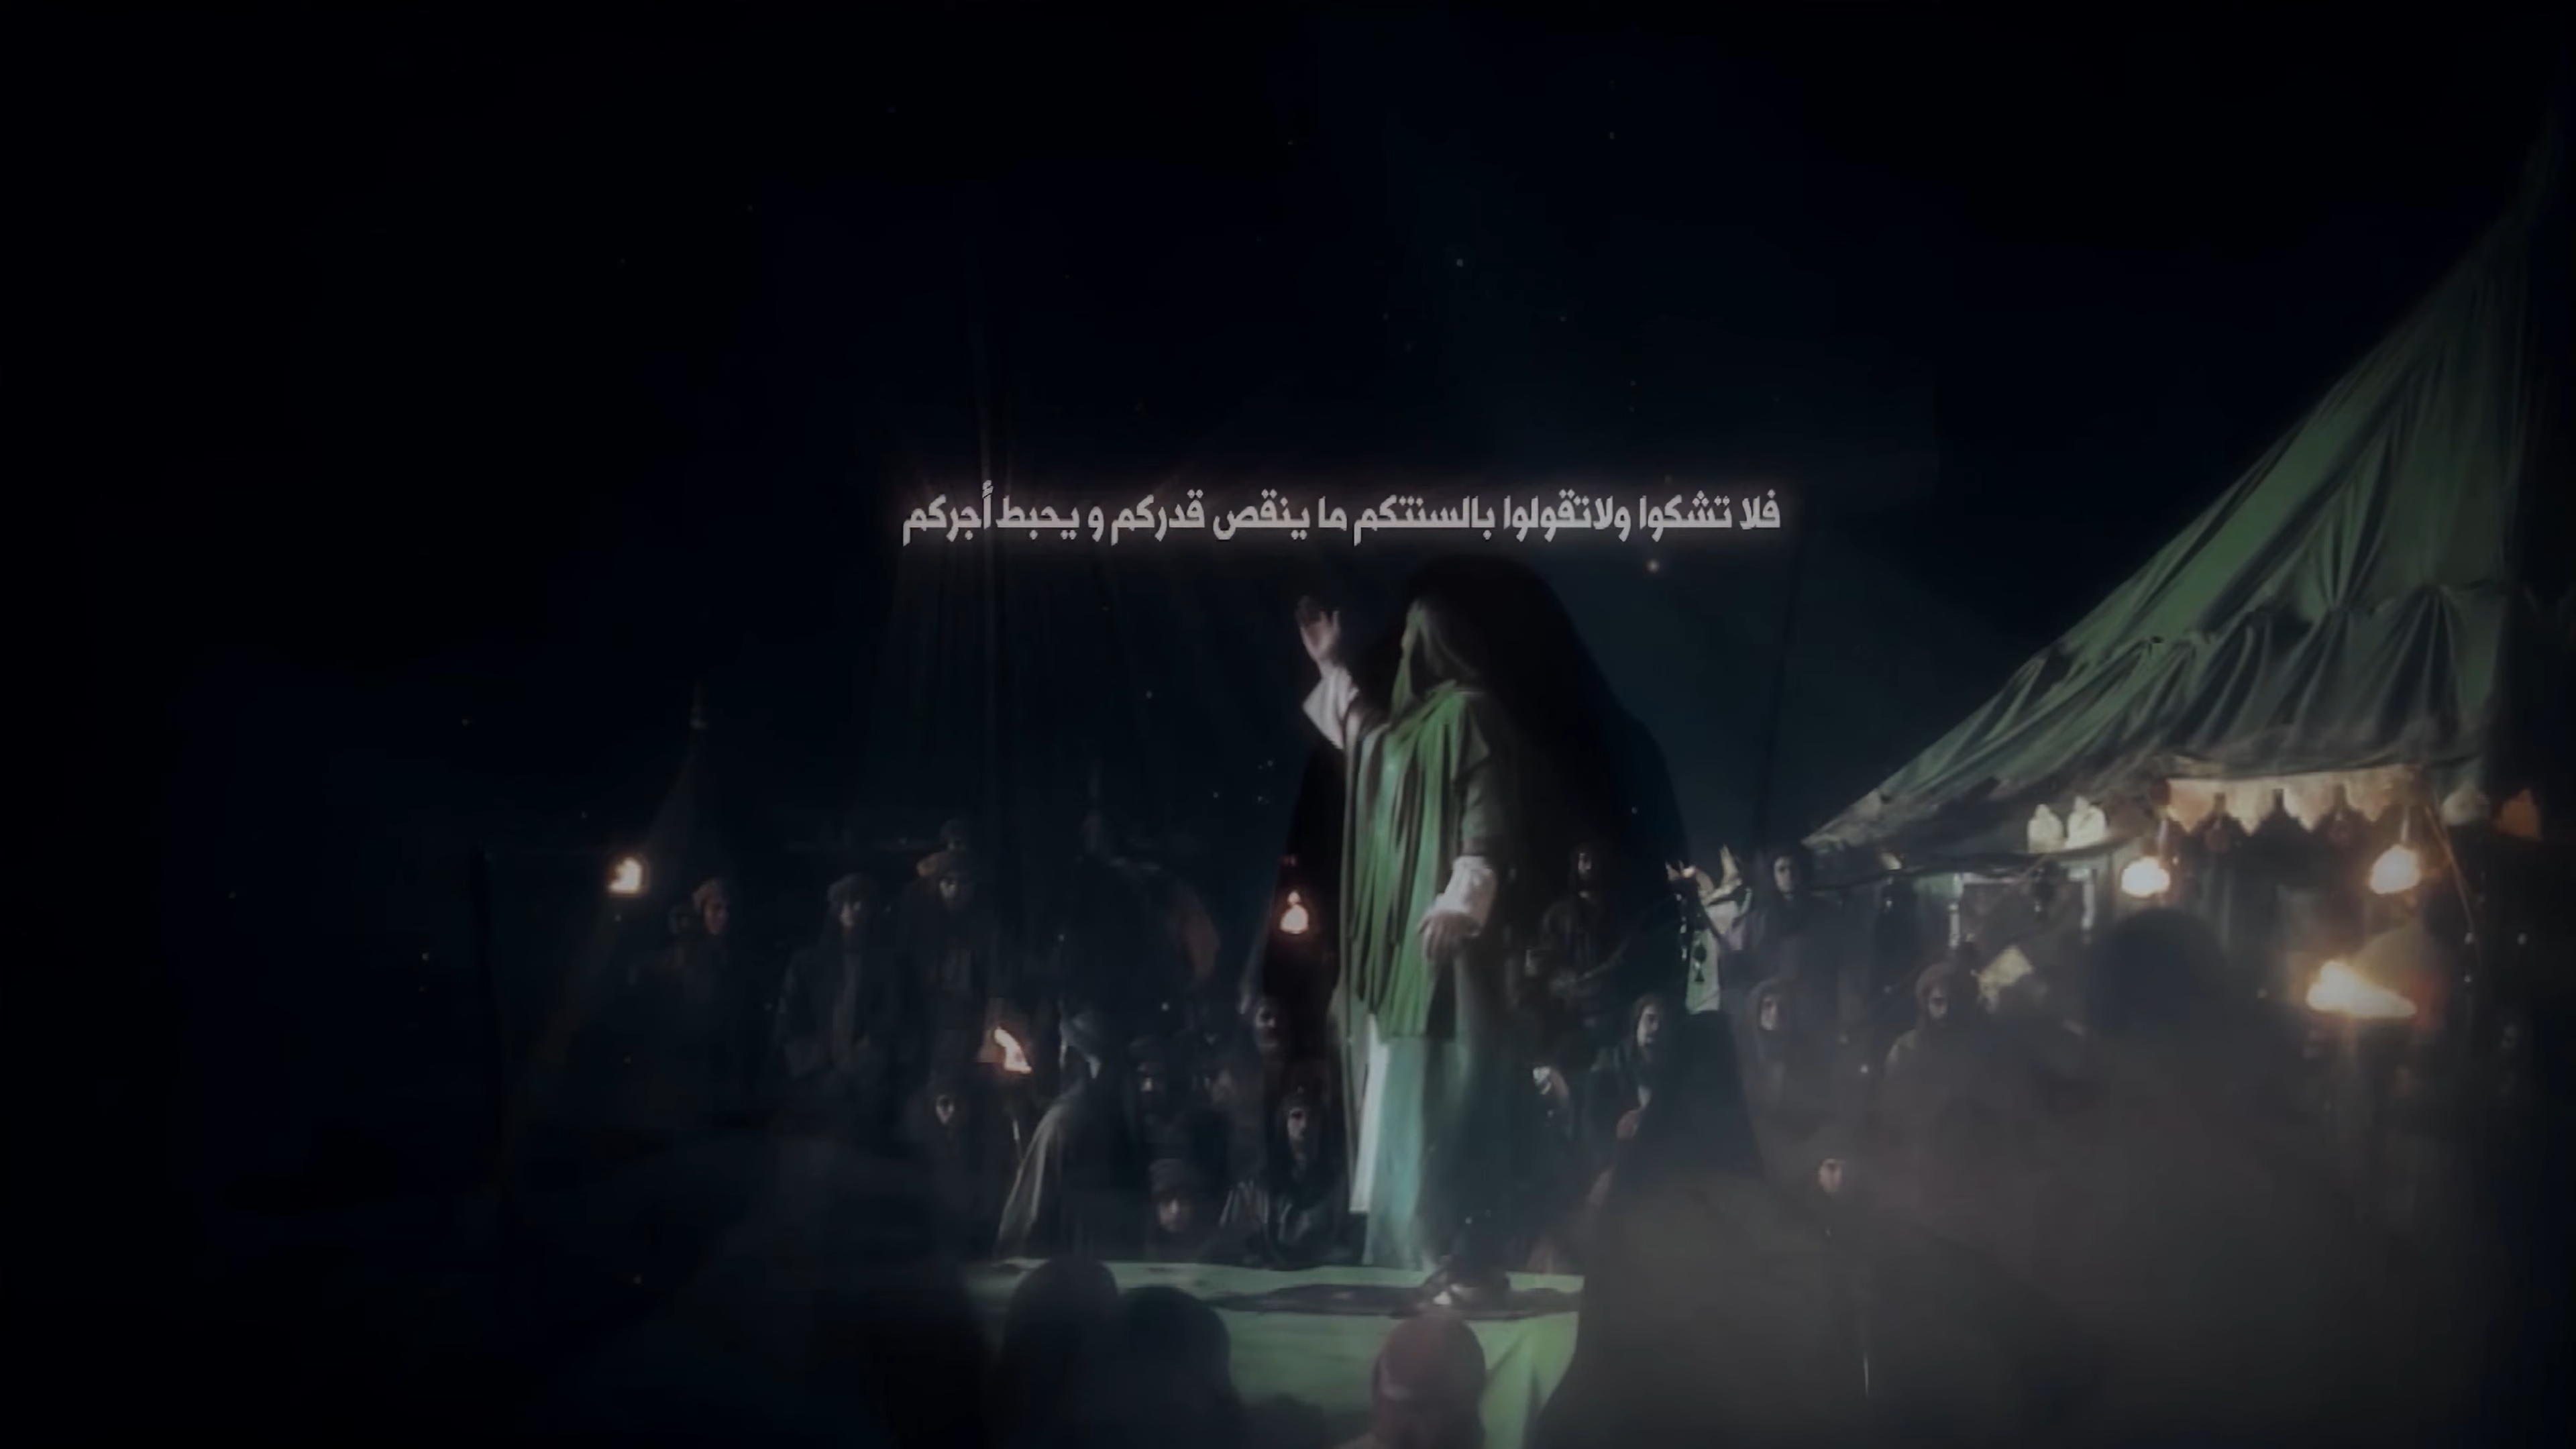 فلا تشكوا ولاتقولوا بالسنتكم ما ينقص قدركم و يحبط أجركم